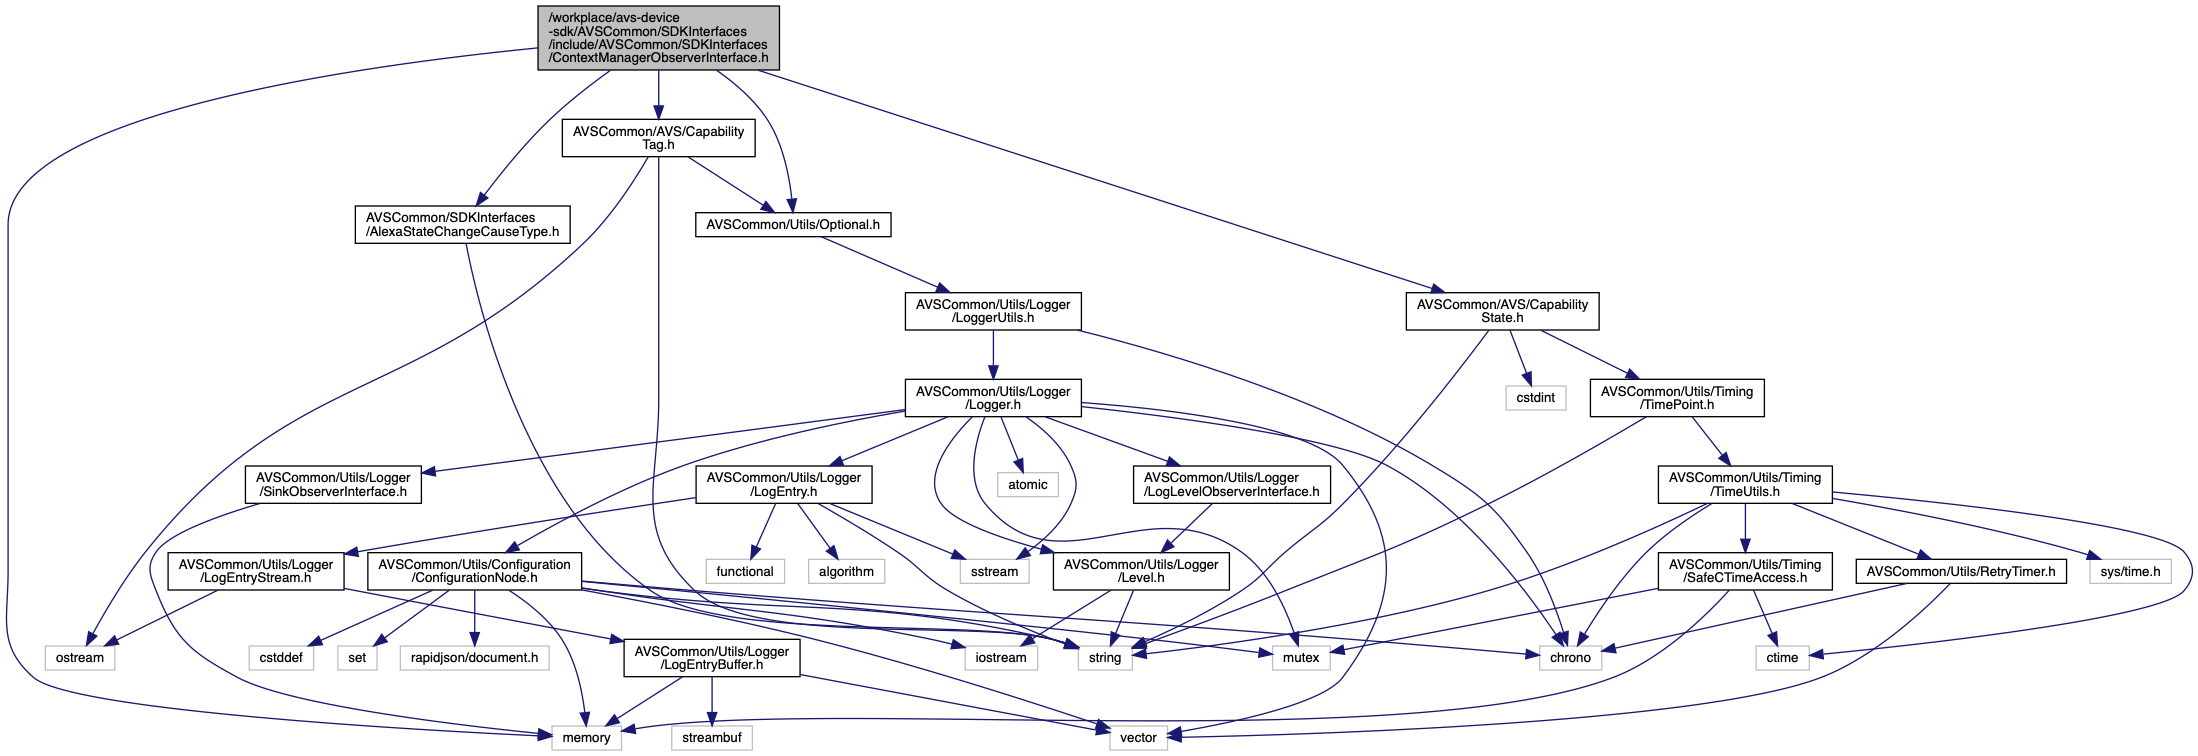 /workplace/avs-device
-sdk/AVSCommon/SDKInterfaces
/include/AVSCommon/SDKInterfaces
/ContextManagerObserverInterface.h
AVSCommon/AVS/Capability
Tag.h
AVSCommon/SDKInterfaces
/AlexaStateChangeCauseType.h
AVSCommon/Utils/Optional.h
AVSCommon/Utils/Logger
/LoggerUtils.h
AVSCommon/AVS/Capability
State.h
AVSCommon/Utils/Logger
/Logger.h
cstdint
AVSCommon/Utils/Timing
/TimePoint.h
AVSCommon/Utils/Logger
/SinkObserverInterface.h
AVSCommon/Utils/Logger
/LogEntry.h
atomic
AVSCommon/Utils/Logger
/LogLevelObserverInterface.h
AVSCommon/Utils/Timing
/TimeUtils.h
AVSCommon/Utils/Logger
/LogEntryStream.h
AVSCommon/Utils/Configuration
/ConfigurationNode.h
functional
algorithm
sstream
AVSCommon/Utils/Logger
/Level.h
AVSCommon/Utils/Timing
/SafeCTimeAccess.h
AVSCommon/Utils/RetryTimer.h
sys/time.h
ostream
cstddef
set
rapidjson/document.h
AVSCommon/Utils/Logger
/LogEntryBuffer.h
iostream
string
mutex
chrono
ctime
memory
streambuf
vector